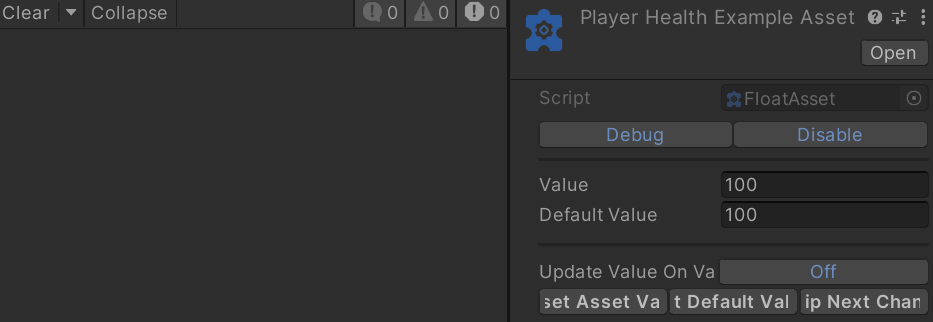 Clear Collapse 0 0 0
Player Health Example Asset
Open
Script FloatAsset
Debug Disable
Value 100
Default Value 100
Update Value On Va Off
set Asset Va t Default Val ip Next Chan